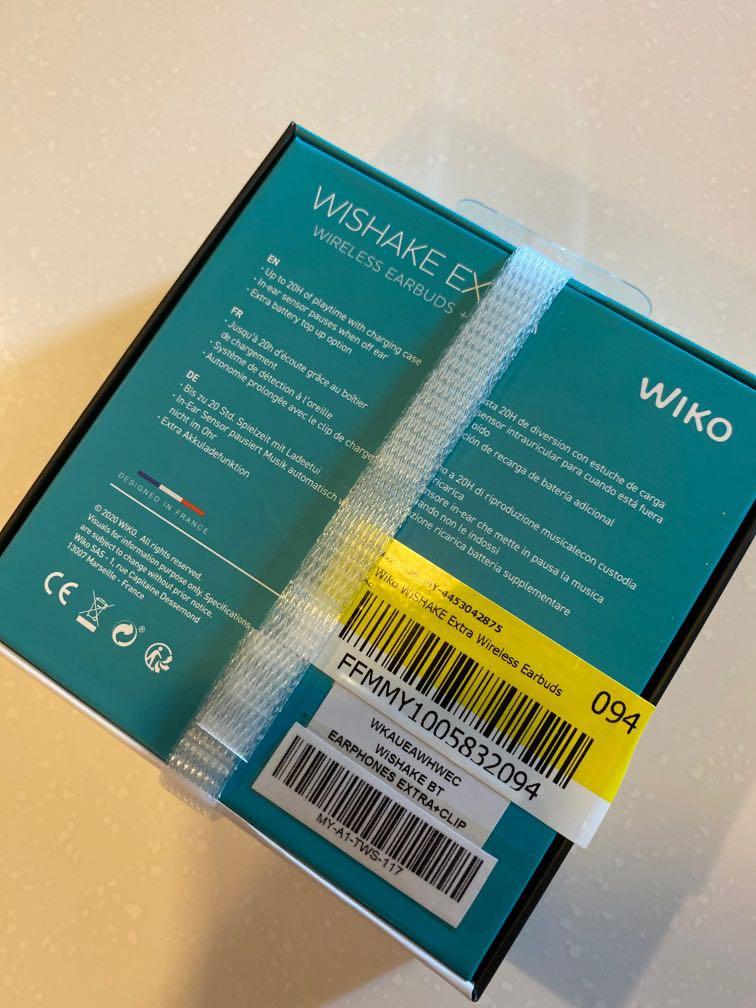 WISHAKE EX
WIRELESS EARBUDS +
EN
• Up to 20H of playtime with charging case
• In-ear sensor pauses when off ear
• Extra battery top up option
FR
• Jusqu'à 20h d'écoute grâce au boîtier
de chargement
• Système de détection à l'oreille
• Autonomie prolongée avec le clip de charge
DE
• Bis zu 20 Std. Spielzeit mit Ladeetui
• In-Ear Sensor pausiert Musik automatisch
nicht im Ohr
• Extra Akkuladefunktion
DESIGNED IN FRANCE
© 2020 WIKO. All rights reserved.
Visuals for information purpose only. Specifications
are subject to change without prior notice.
Wiko SAS - 1, rue Capitaine Dessemond
13007 Marseille - France
CE
WIKO
20H de diversion con estuche de carga
sensor intrauricular para cuando está fuera
oído
de recarga de batería adicional
a 20H di riproduzione musicalecon custodia
ricarica
in-ear che mette in pausa la musica
non le indossi
ricarica batteria supplementare
MY-4453042875
Wiko WISHAKE Extra Wireless Earbuds
094
FFMMY1005832094
WKAUEAWHWEC
WiSHAKE BT
EARPHONES EXTRA+CLIP
MY-A1-TWS-117